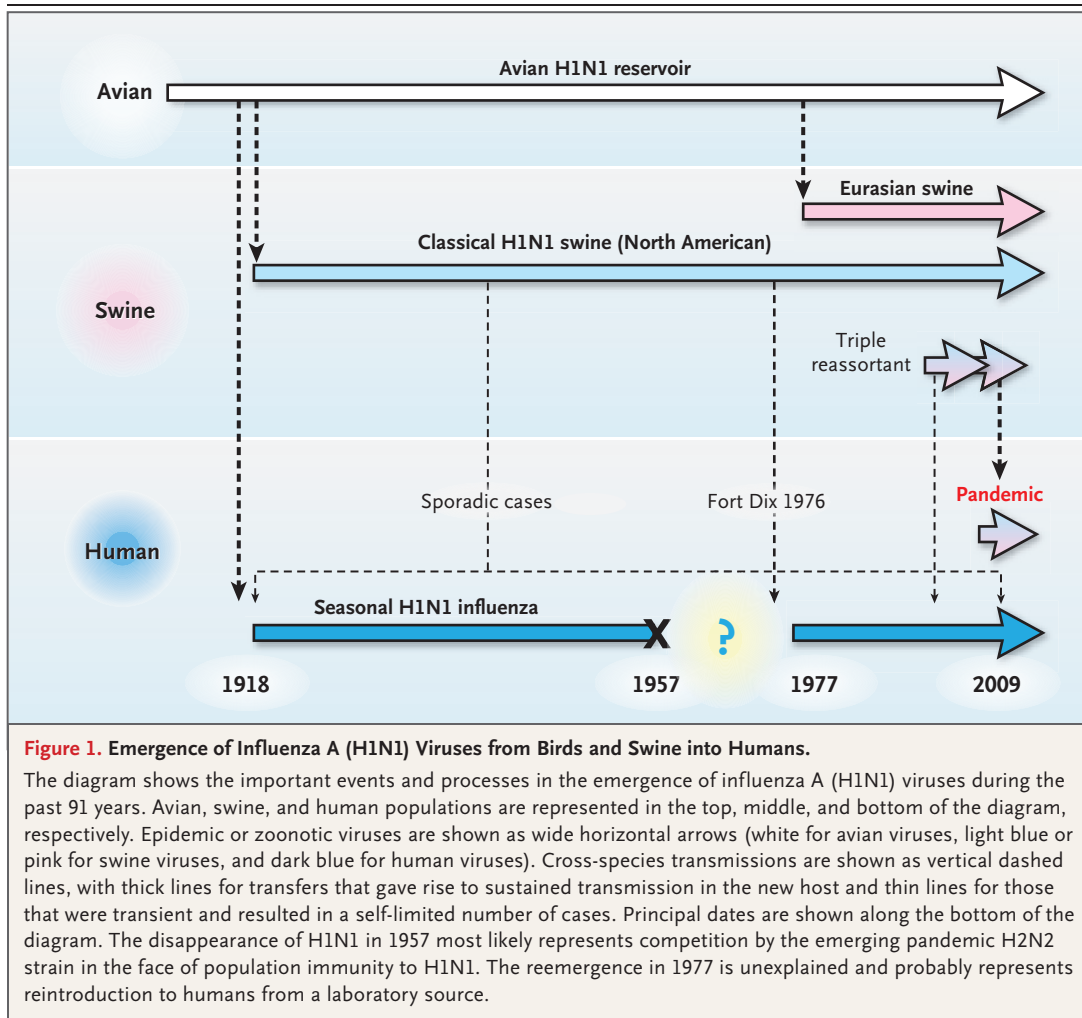 Avian H1N1 reservoir
Avian
Eurasian swine
Classical H1N1 swine (North American)
Swine
Triple
reassortant
Pandemic
Sporadic cases
Fort Dix 1976
Human
Seasonal H1N1 influenza
X
?
1918
1957
1977
2009
Figure 1. Emergence of Influenza A (H1N1) Viruses from Birds and Swine into Humans.
The diagram shows the important events and processes in the emergence of influenza A (H1N1) viruses during the
past 91 years. Avian, swine, and human populations are represented in the top, middle, and bottom of the diagram,
respectively. Epidemic or zoonotic viruses are shown as wide horizontal arrows (white for avian viruses, light blue or
pink for swine viruses, and dark blue for human viruses). Cross-species transmissions are shown as vertical dashed
lines, with thick lines for transfers that gave rise to sustained transmission in the new host and thin lines for those
that were transient and resulted in a self-limited number of cases. Principal dates are shown along the bottom of the
diagram. The disappearance of H1N1 in 1957 most likely represents competition by the emerging pandemic H2N2
strain in the face of population immunity to H1N1. The reemergence in 1977 is unexplained and probably represents
reintroduction to humans from a laboratory source.